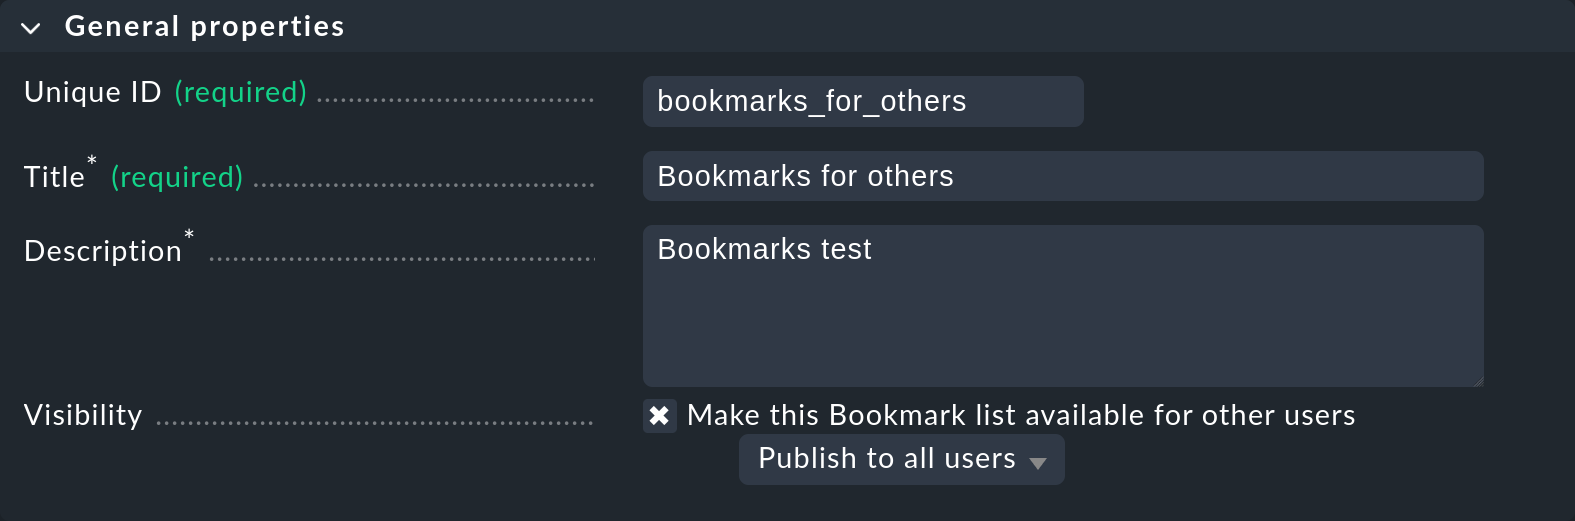 General properties
Unique ID (required)
bookmarks_for_others
Title* (required)
Bookmarks for others
Description*
Bookmarks test
Visibility
Make this Bookmark list available for other users
Publish to all users